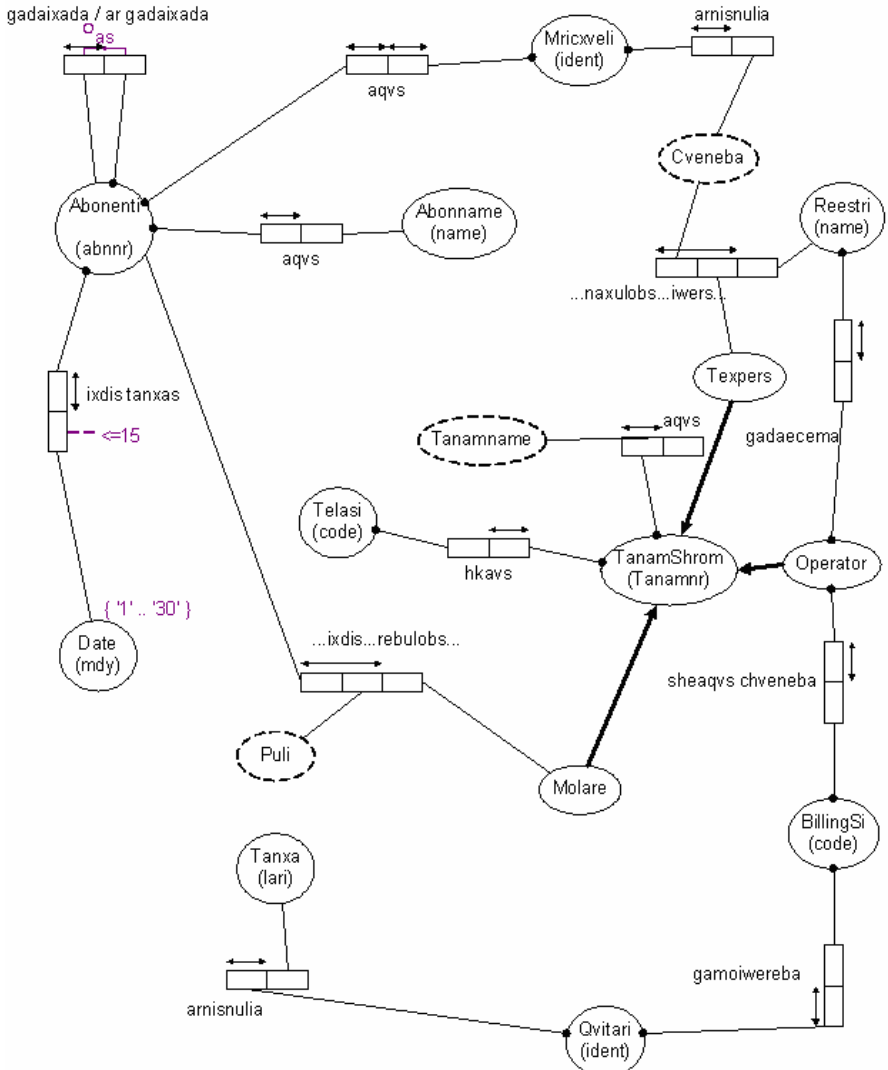 gadaixada / ar gadaixada
o
as
arnisnulia
Mricxveli
(ident)
aqvs
Cveneba
Abonenti
(abnnr)
Abonname
(name)
Reestri
(name)
aqvs
...naxulobs...iwers...
ixdis tanxas
<=15
Texpers
Tanamname
aqvs
gadaecema
Telasi
(code)
hkavs
TanamShrom
(Tanamnr)
Operator
{ '1' .. '30' }
Date
(mdy)
...ixdis...rebulobs...
sheaqvs chveneba
Puli
Molare
BillingSi
(code)
Tanxa
(lari)
gamoiwereba
arnisnulia
Qvitari
(ident)